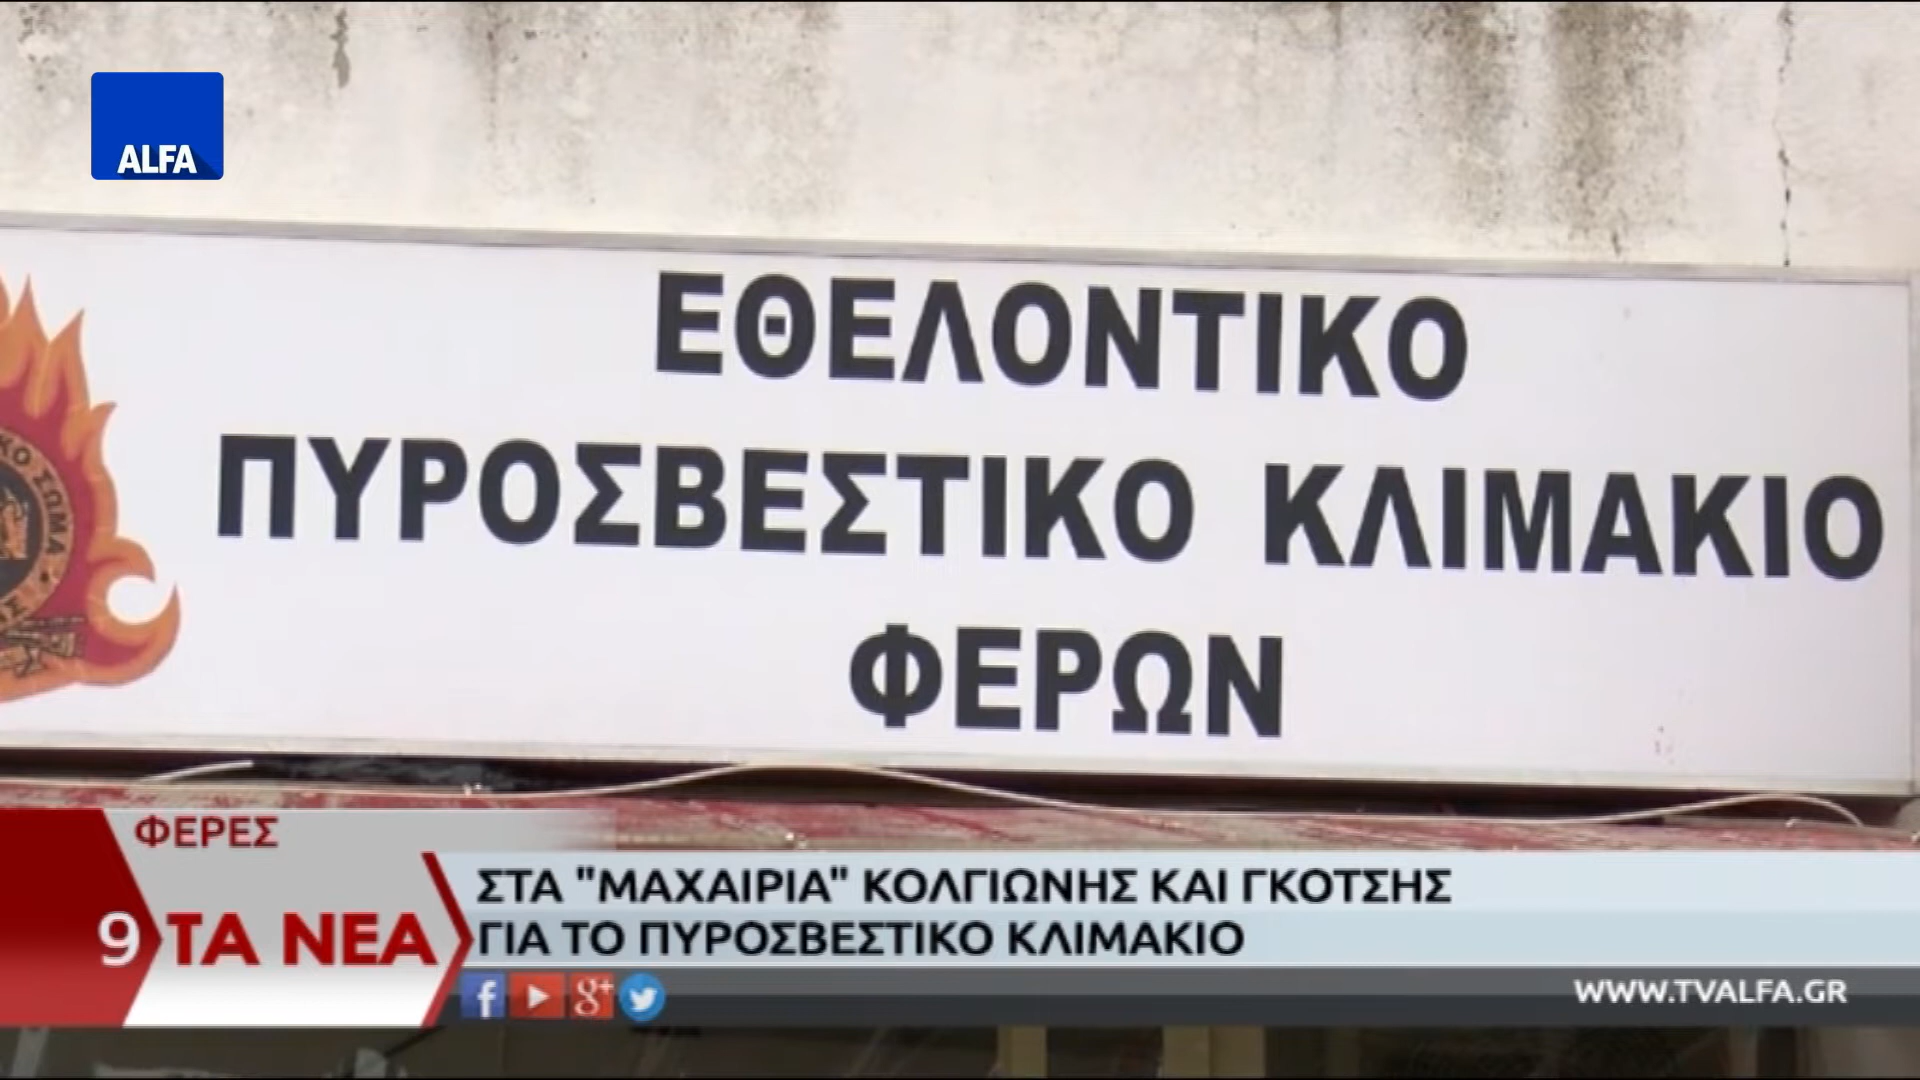 ALFA
ΕΘΕΛΟΝΤΙΚΟ
ΠΥΡΟΣΒΕΣΤΙΚΟ ΚΛΙΜΑΚΙΟ
ΦΕΡΩΝ
ΣΩΜΑ
ΦΕΡΕΣ
9 ΤΑ ΝΕΑ
ΣΤΑ "ΜΑΧΑΙΡΙΑ" ΚΟΛΓΙΩΝΗΣ ΚΑΙ ΓΚΟΤΣΗΣ
ΓΙΑ ΤΟ ΠΥΡΟΣΒΕΣΤΙΚΟ ΚΛΙΜΑΚΙΟ
WWW.TVALFA.GR